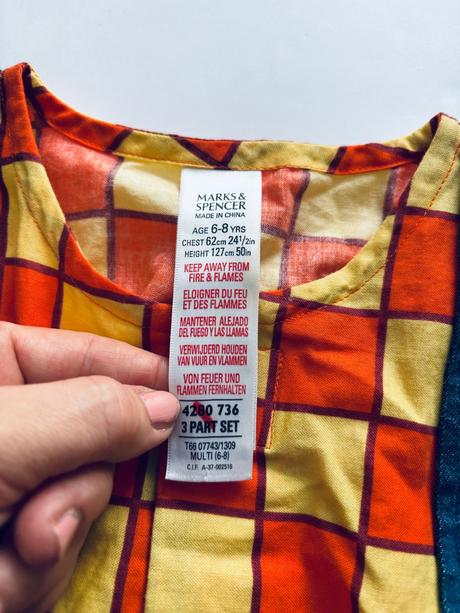 MARKS &
SPENCER
MADE IN CHINA
AGE 6-8 YRS
CHEST 62cm 24½in
HEIGHT 127cm 50in
KEEP AWAY FROM
FIRE & FLAMES
ELOIGNER DU FEU
ET DES FLAMMES
MANTENER ALEJADO
DEL FUEGO Y LAS LLAMAS
VERWIJDERD HOUDEN
VAN VUUR EN VLAMMEN
VON FEUER UND
FLAMMEN FERNHALTEN
4280 736
3 PART SET
T66 07743/1309
MULTI (6-8)
C.I.F. A-37-002516